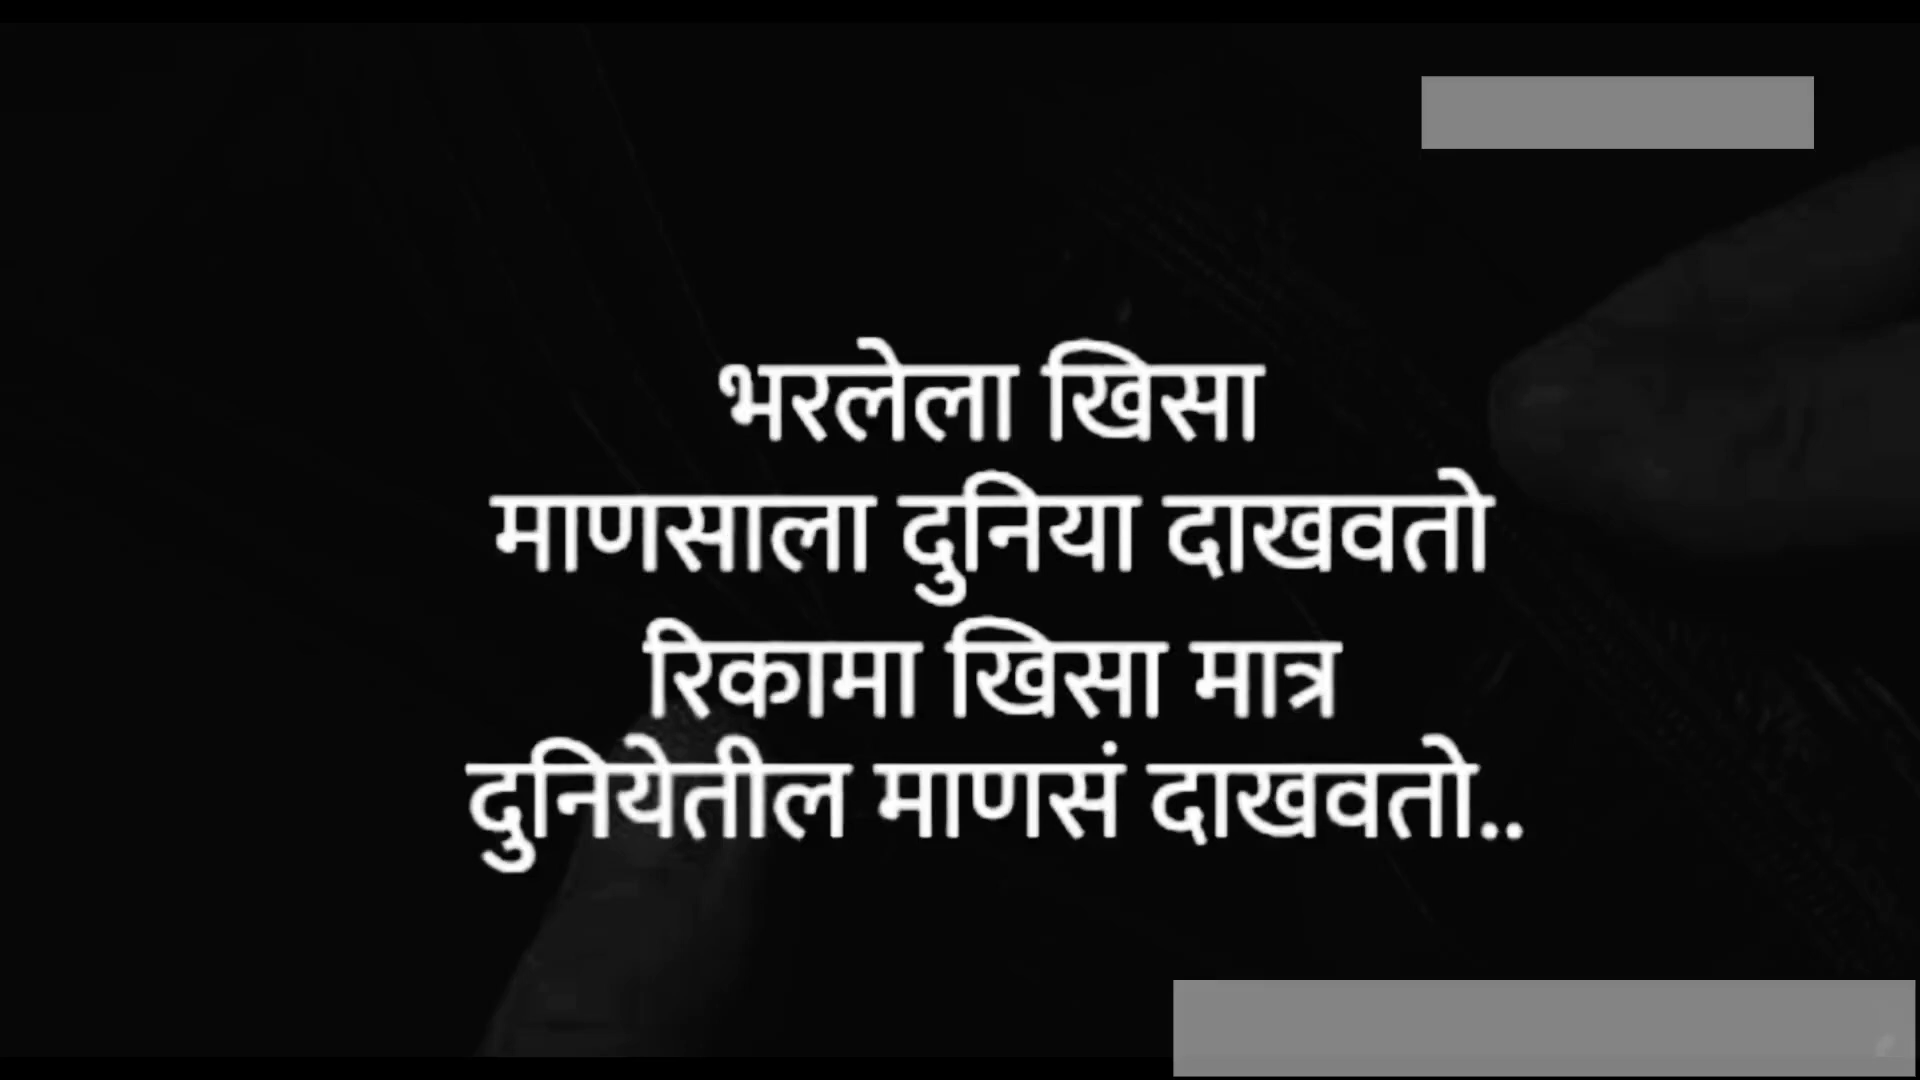 भरलेला खिसा
माणसाला दुनिया दाखवतो
रिकामा खिसा मात्र
दुनियेतील माणसं दाखवतो..